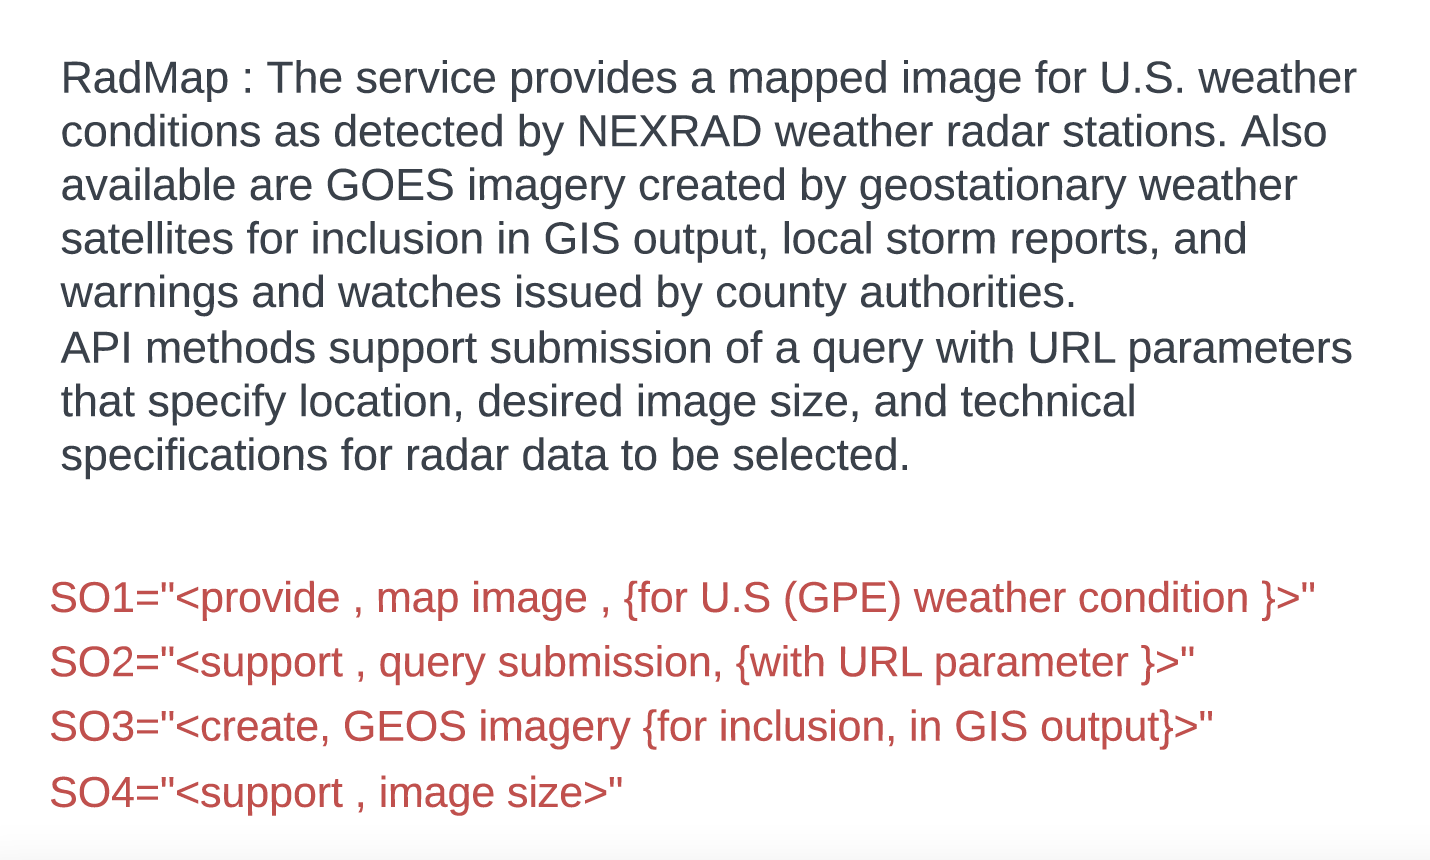 RadMap : The service provides a mapped image for U.S. weather
conditions as detected by NEXRAD weather radar stations. Also
available are GOES imagery created by geostationary weather
satellites for inclusion in GIS output, local storm reports, and
warnings and watches issued by county authorities.
API methods support submission of a query with URL parameters
that specify location, desired image size, and technical
specifications for radar data to be selected.
SO1="<provide , map image , {for U.S (GPE) weather condition }>"
SO2="<support , query submission, {with URL parameter }>"
SO3="<create, GEOS imagery {for inclusion, in GIS output}>"
SO4="<support , image size>"